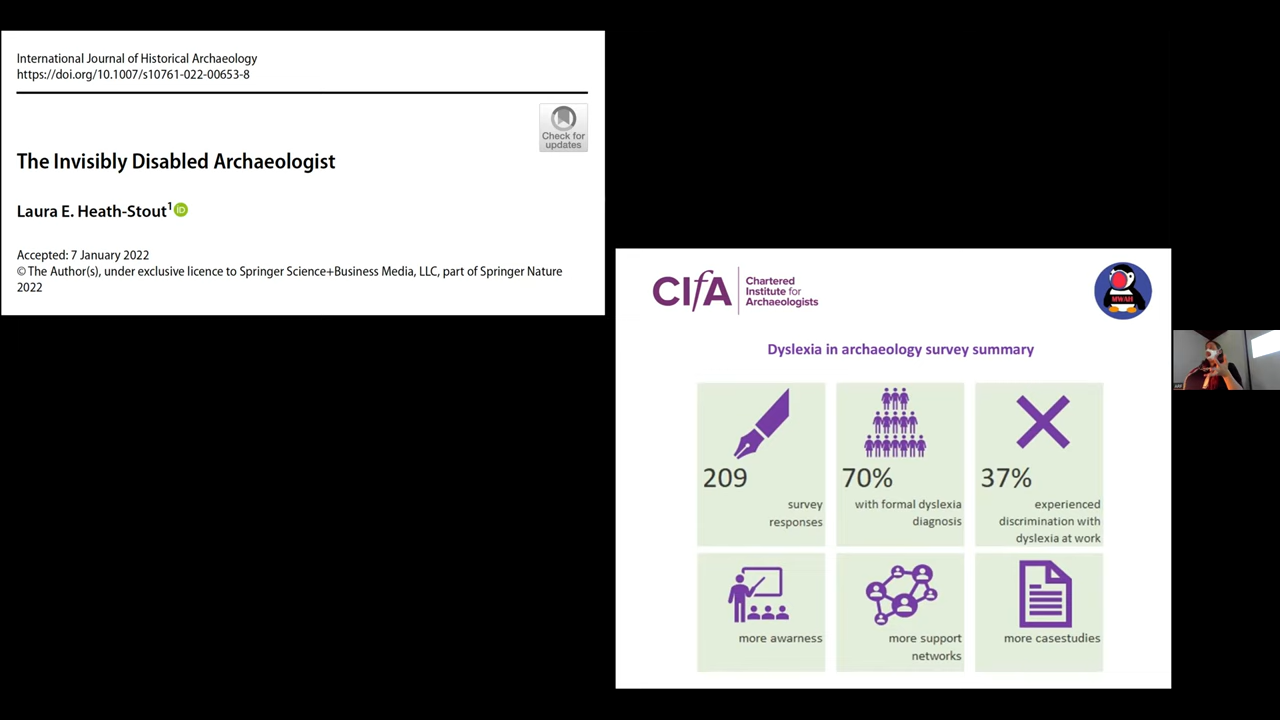 International Journal of Historical Archaeology
https://doi.org/10.1007/s10761-022-00653-8
Check for
updates
The Invisibly Disabled Archaeologist
Laura E. Heath-Stout1 iD
Accepted: 7 January 2022
© The Author(s), under exclusive licence to Springer Science+Business Media, LLC, part of Springer Nature
2022
CIfA
Chartered
Institute for
Archaeologists
MWAH
Dyslexia in archaeology survey summary
209
survey
responses
70%
with formal dyslexia
diagnosis
37%
experienced
discrimination with
dyslexia at work
more awarness
more support
networks
more casestudies